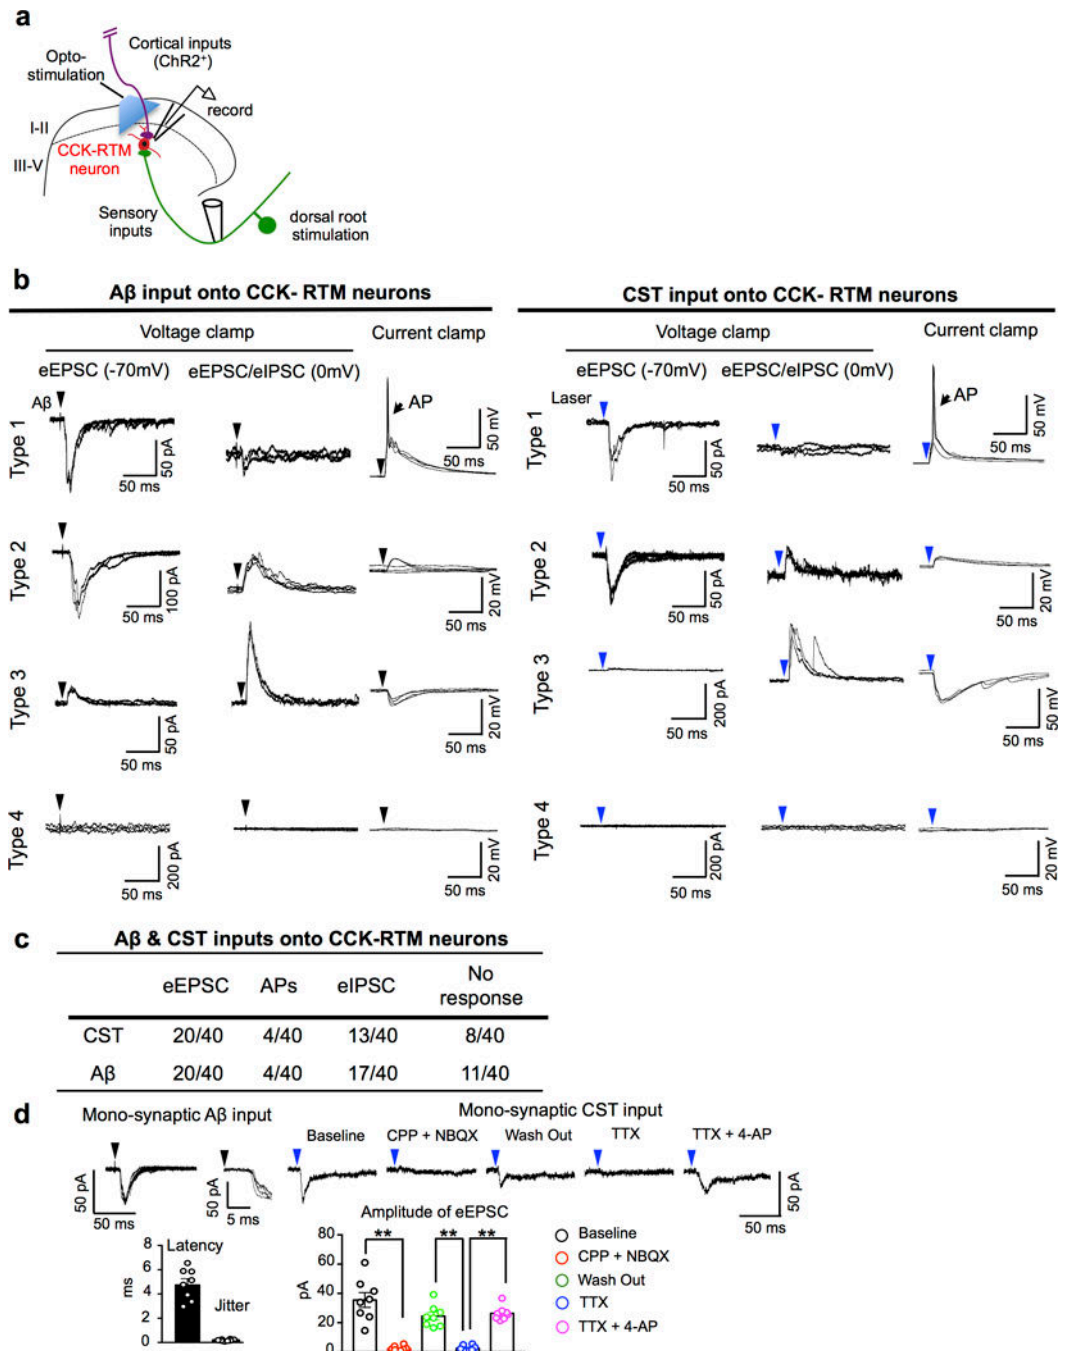 a
Cortical inputs
(ChR2+)
Opto-
stimulation
record
I-II
III-V
CCK-RTM
neuron
Sensory
inputs
dorsal root
stimulation
b
Aβ input onto CCK- RTM neurons
Voltage clamp
Current clamp
eEPSC (-70mV)
eEPSC/eIPSC (0mV)
Type 1
Aβ
50 pA
50 ms
50 pA
50 ms
AP
50 mV
50 ms
Type 2
100 pA
50 ms
50 pA
50 ms
20 mV
50 ms
Type 3
50 pA
50 ms
20 mV
50 ms
Type 4
200 pA
50 ms
20 mV
50 ms
CST input onto CCK- RTM neurons
Voltage clamp
Current clamp
eEPSC (-70mV)
eEPSC/eIPSC (0mV)
Type 1
Laser
50 pA
50 ms
AP
50 mV
50 ms
Type 2
50 pA
50 ms
20 mV
50 ms
Type 3
200 pA
50 ms
50 mV
50 ms
Type 4
200 pA
50 ms
20 mV
50 ms
c
Aβ & CST inputs onto CCK-RTM neurons
eEPSC APs eIPSC No response
CST 20/40 4/40 13/40 8/40
Aβ 20/40 4/40 17/40 11/40
d
Mono-synaptic Aβ input
50 pA
50 ms
50 pA
5 ms
Latency
Jitter
ms
8
6
4
2
0
Mono-synaptic CST input
Baseline
CPP + NBQX
Wash Out
TTX
TTX + 4-AP
50 pA
50 ms
Amplitude of eEPSC
** ** **
pA
80
60
40
20
0
Baseline
CPP + NBQX
Wash Out
TTX
TTX + 4-AP